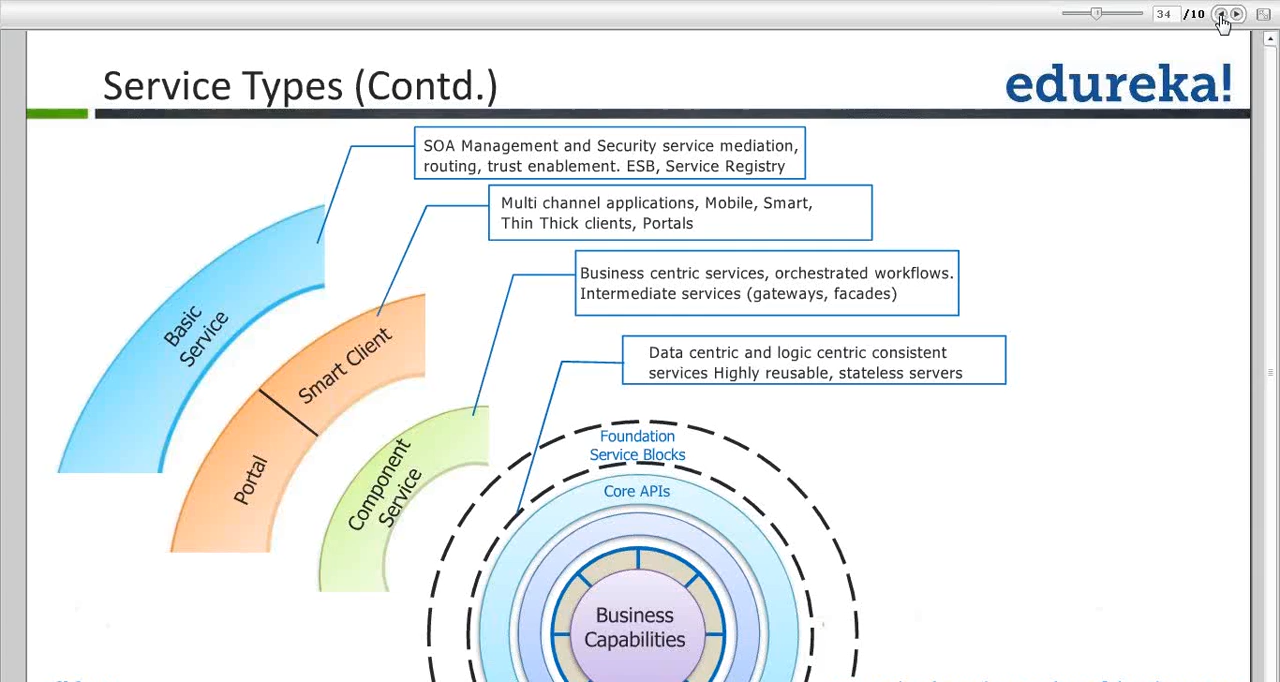 34 /10
Service Types (Contd.)
edureka!
SOA Management and Security service mediation,
routing, trust enablement. ESB, Service Registry
Multi channel applications, Mobile, Smart,
Thin Thick clients, Portals
Business centric services, orchestrated workflows.
Intermediate services (gateways, facades)
Data centric and logic centric consistent
services Highly reusable, stateless servers
Basic
Service
Smart Client
Portal
Component
Service
Foundation
Service Blocks
Core APIs
Business
Capabilities